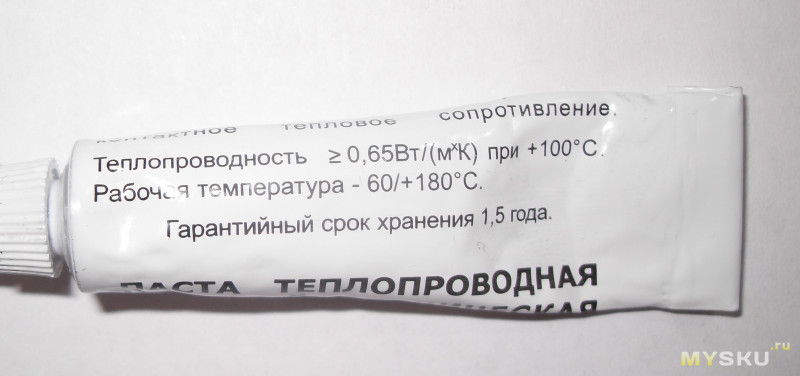 контактное тепловое сопротивление.
Теплопроводность ≥ 0,65Вт/(мхК) при +100°С.
Рабочая температура - 60/+180°С.
Гарантийный срок хранения 1,5 года.
ПАСТА ТЕПЛОПРОВОДНАЯ
MYSKU.ru